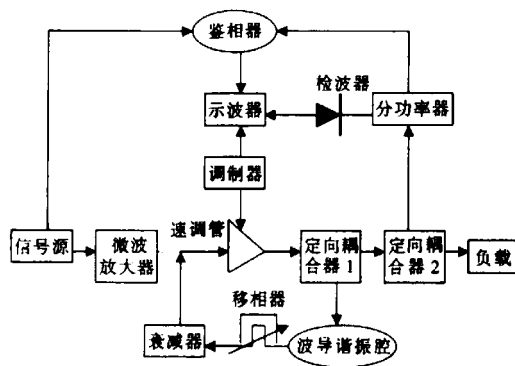 鉴相器
检波器
示波器
分功率器
调制器
速调管
信号源
微波
放大器
定向耦
合器1
定向耦
合器2
负载
移相器
衰减器
波导谐振腔